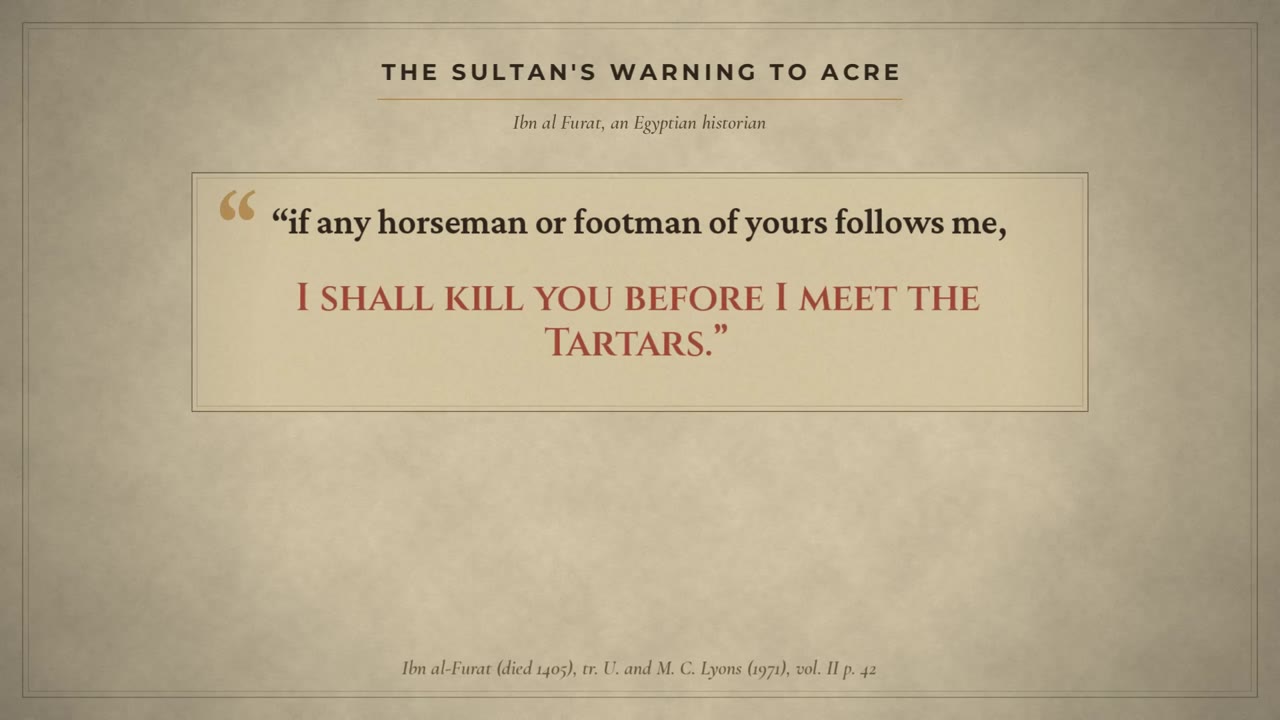 THE SULTAN'S WARNING TO ACRE
Ibn al Furat, an Egyptian historian
“
“if any horseman or footman of yours follows me,
I SHALL KILL YOU BEFORE I MEET THE
TARTARS.”
Ibn al-Furat (died 1405), tr. U. and M. C. Lyons (1971), vol. II p. 42